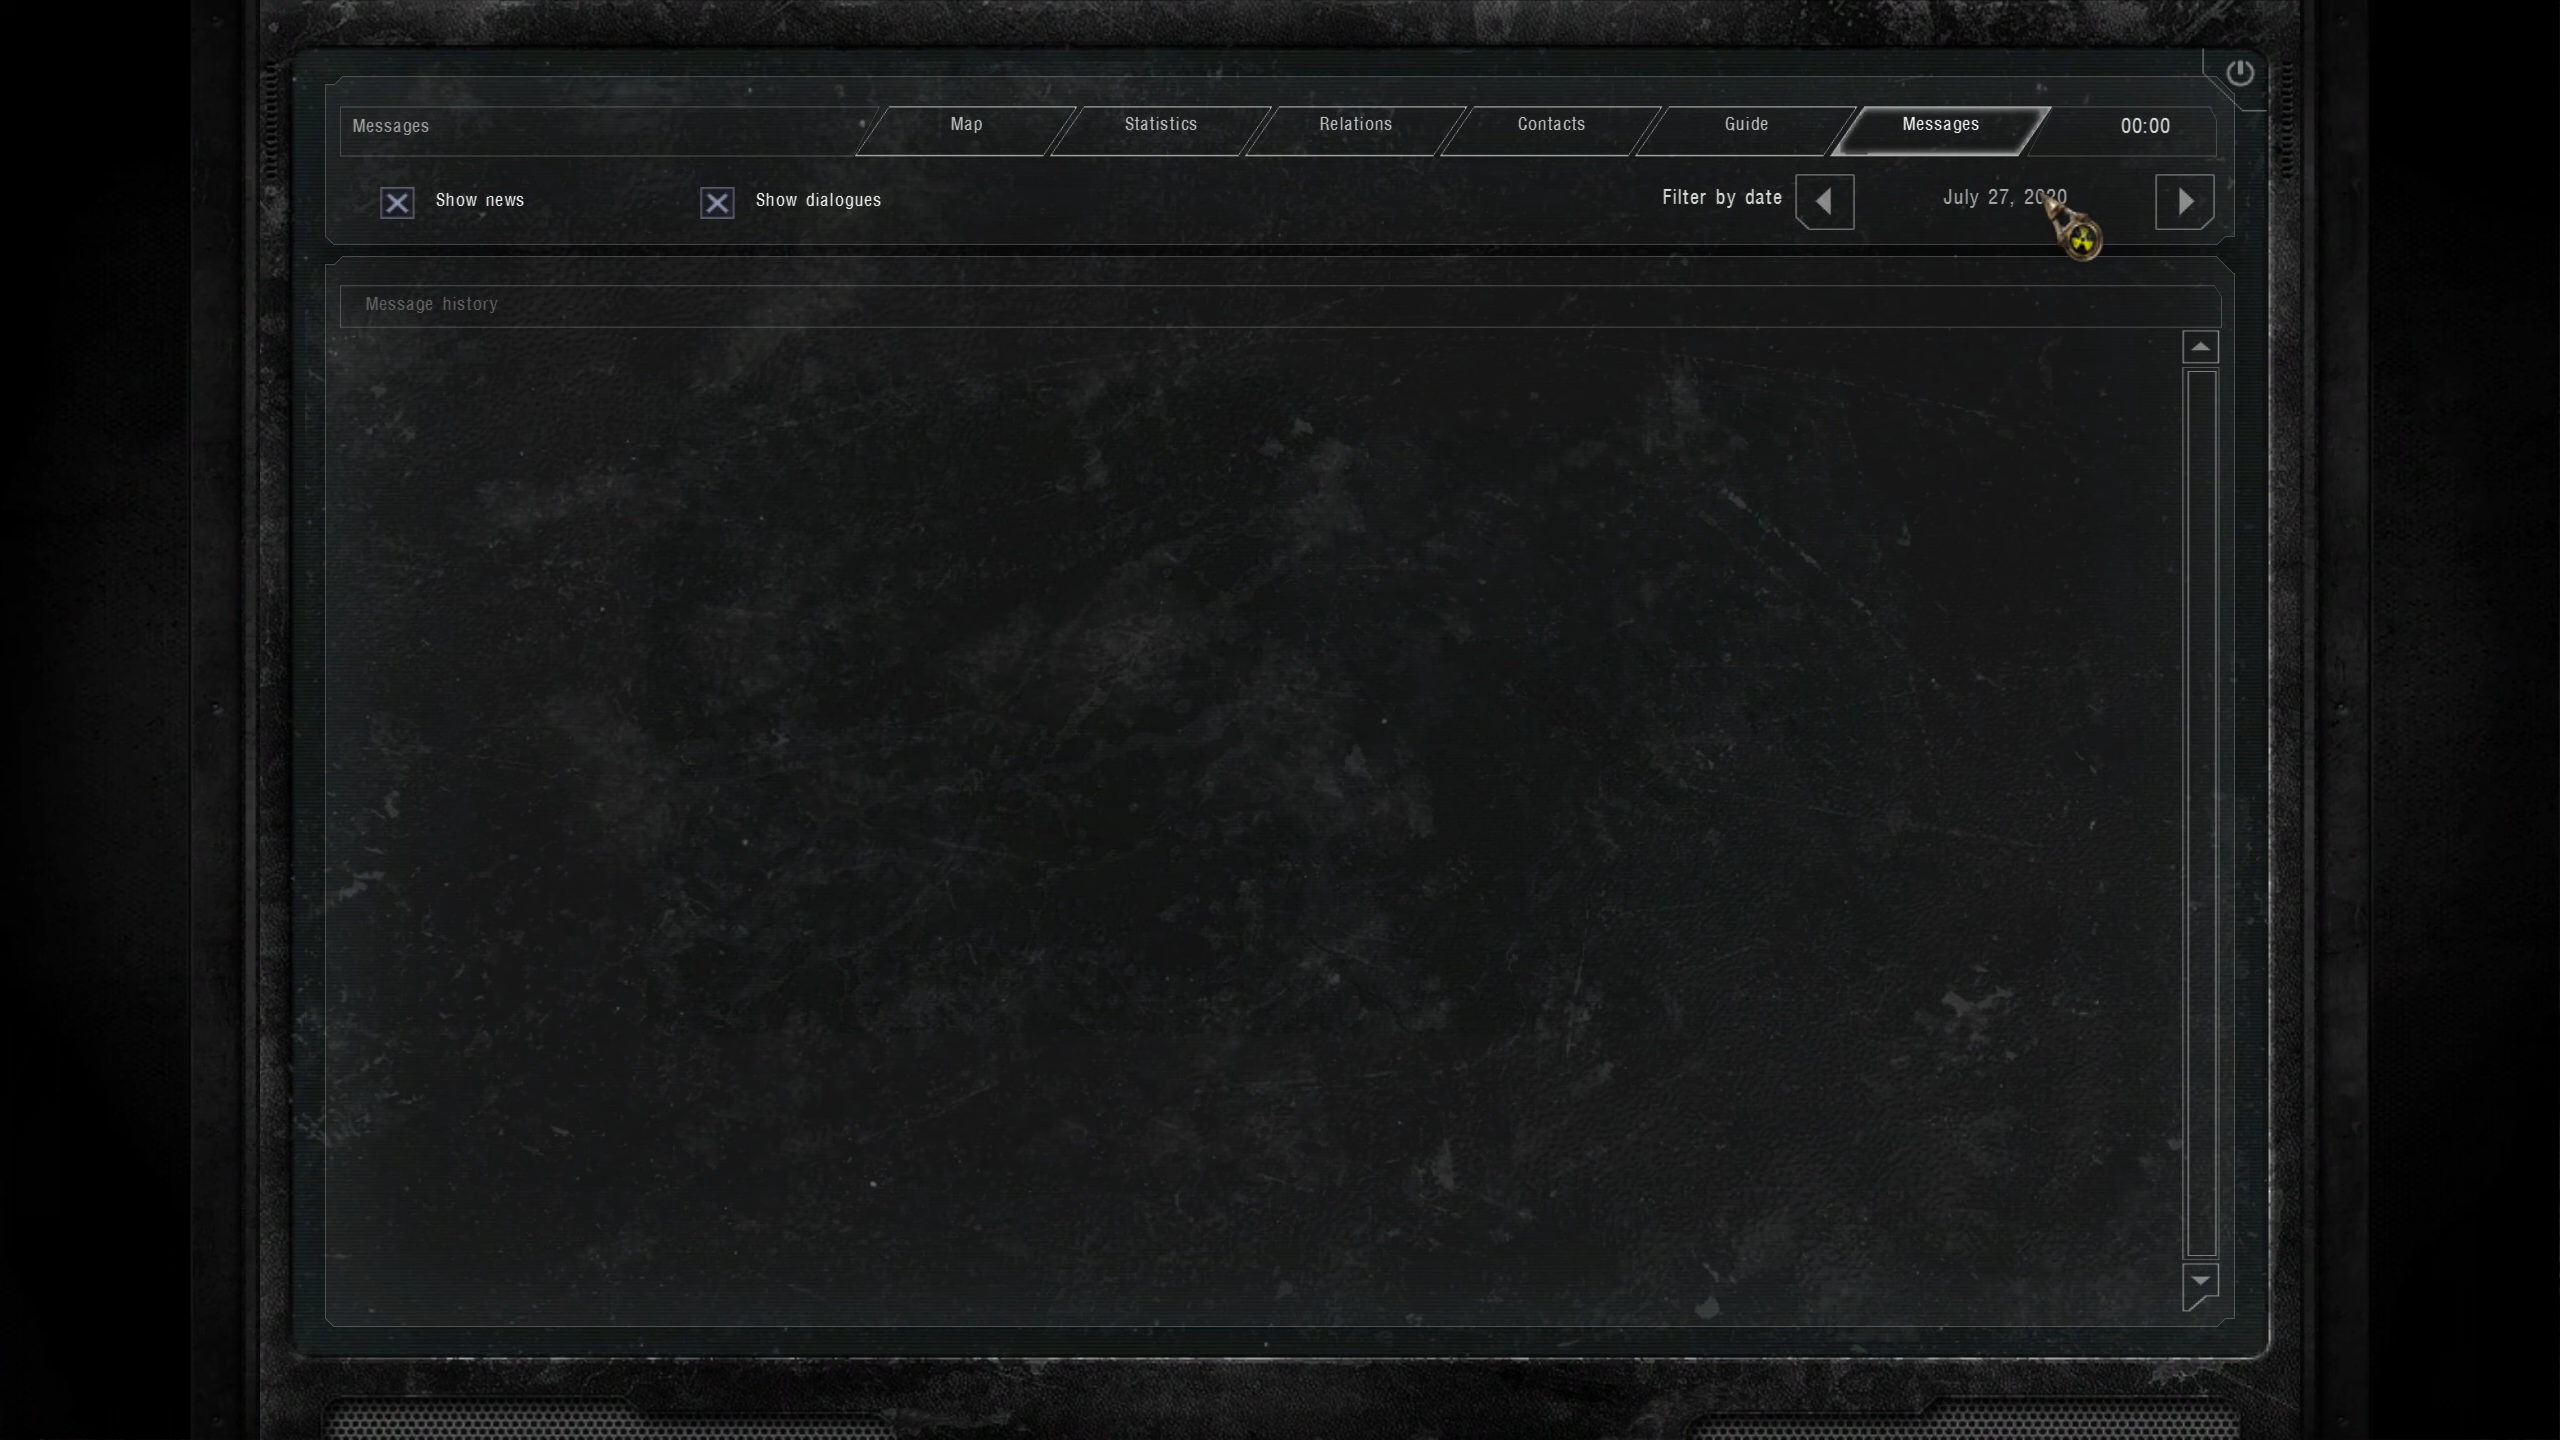 Messages
Map
Statistics
Relations
Contacts
Guide
Messages
00:00
Show news
Show dialogues
Filter by date
July 27, 2020
Message history